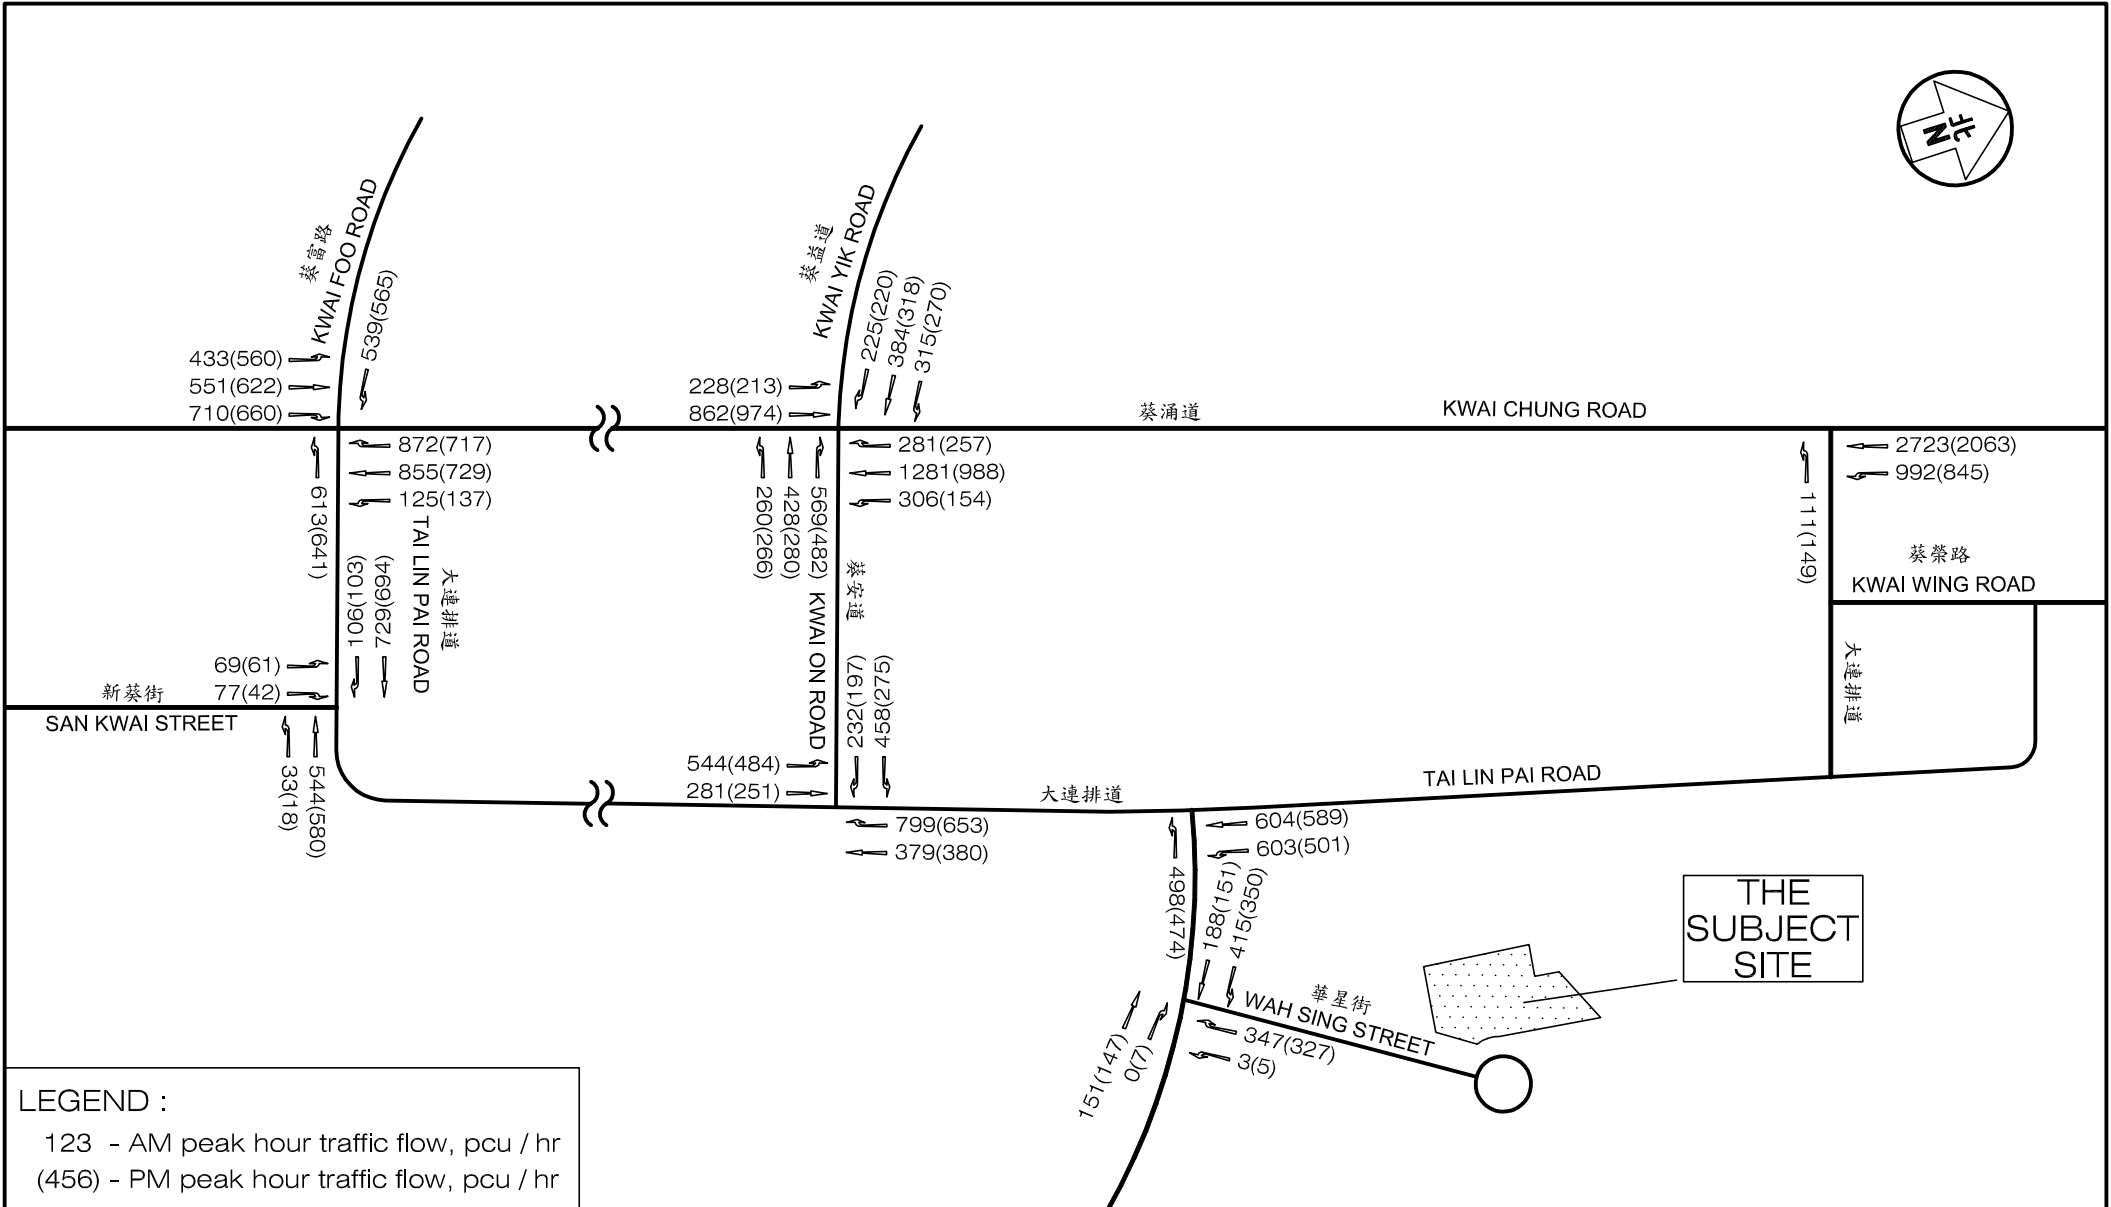 北
N
葵富路
KWAI FOO ROAD
539(565)
433(560)
551(622)
710(660)
葵益道
KWAI YIK ROAD
225(220)
384(318)
315(270)
228(213)
862(974)
葵涌道
KWAI CHUNG ROAD
872(717)
855(729)
125(137)
613(641)
106(103)
729(694)
TAI LIN PAI ROAD
大連排道
260(266)
428(280)
569(482)
281(257)
1281(988)
306(154)
葵安道
KWAI ON ROAD
232(197)
458(275)
111(149)
2723(2063)
992(845)
葵榮路
KWAI WING ROAD
大連排道
69(61)
77(42)
新葵街
SAN KWAI STREET
33(18)
544(580)
544(484)
281(251)
大連排道
TAI LIN PAI ROAD
799(653)
379(380)
604(589)
603(501)
498(474)
188(151)
415(350)
華星街
WAH SING STREET
347(327)
3(5)
151(147)
0(7)
THE
SUBJECT
SITE
LEGEND :
123 - AM peak hour traffic flow, pcu / hr
(456) - PM peak hour traffic flow, pcu / hr